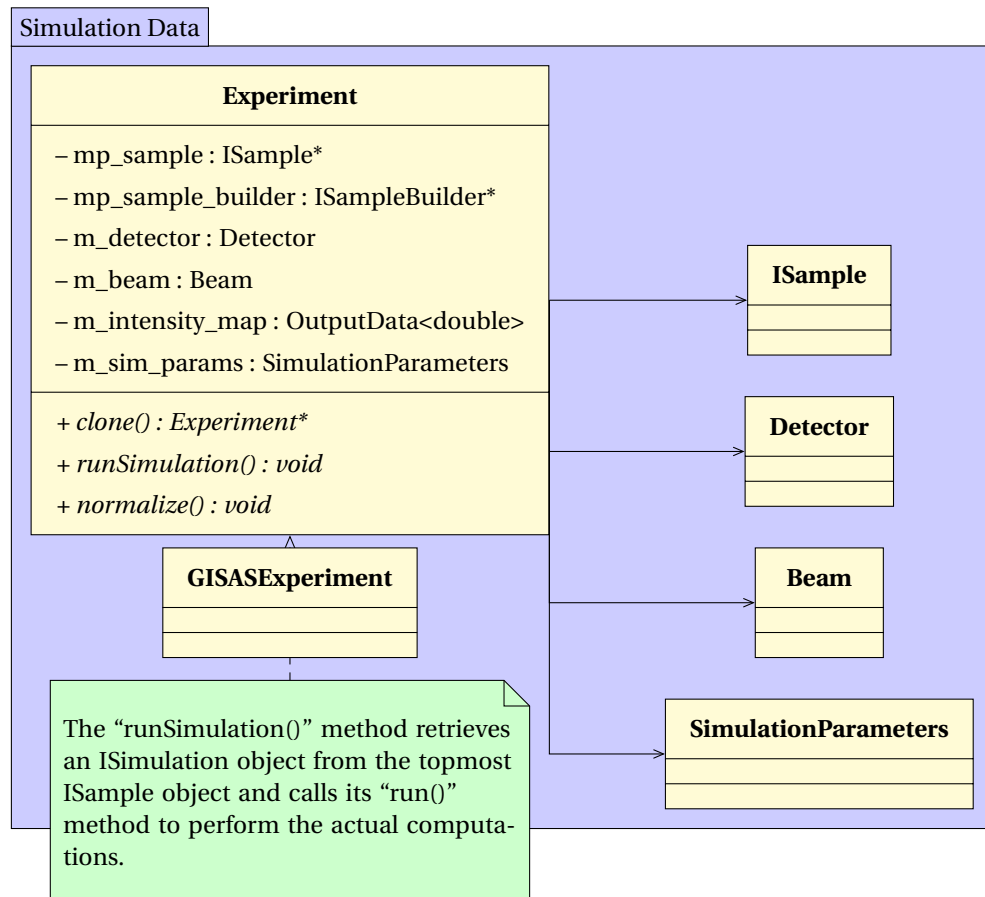 Simulation Data
Experiment
– mp_sample : ISample*
– mp_sample_builder : ISampleBuilder*
– m_detector : Detector
– m_beam : Beam
– m_intensity_map : OutputData<double>
– m_sim_params : SimulationParameters
+ clone() : Experiment*
+ runSimulation() : void
+ normalize() : void
GISASExperiment
The “runSimulation()” method retrieves
an ISimulation object from the topmost
ISample object and calls its “run()”
method to perform the actual computa-
tions.
ISample
Detector
Beam
SimulationParameters